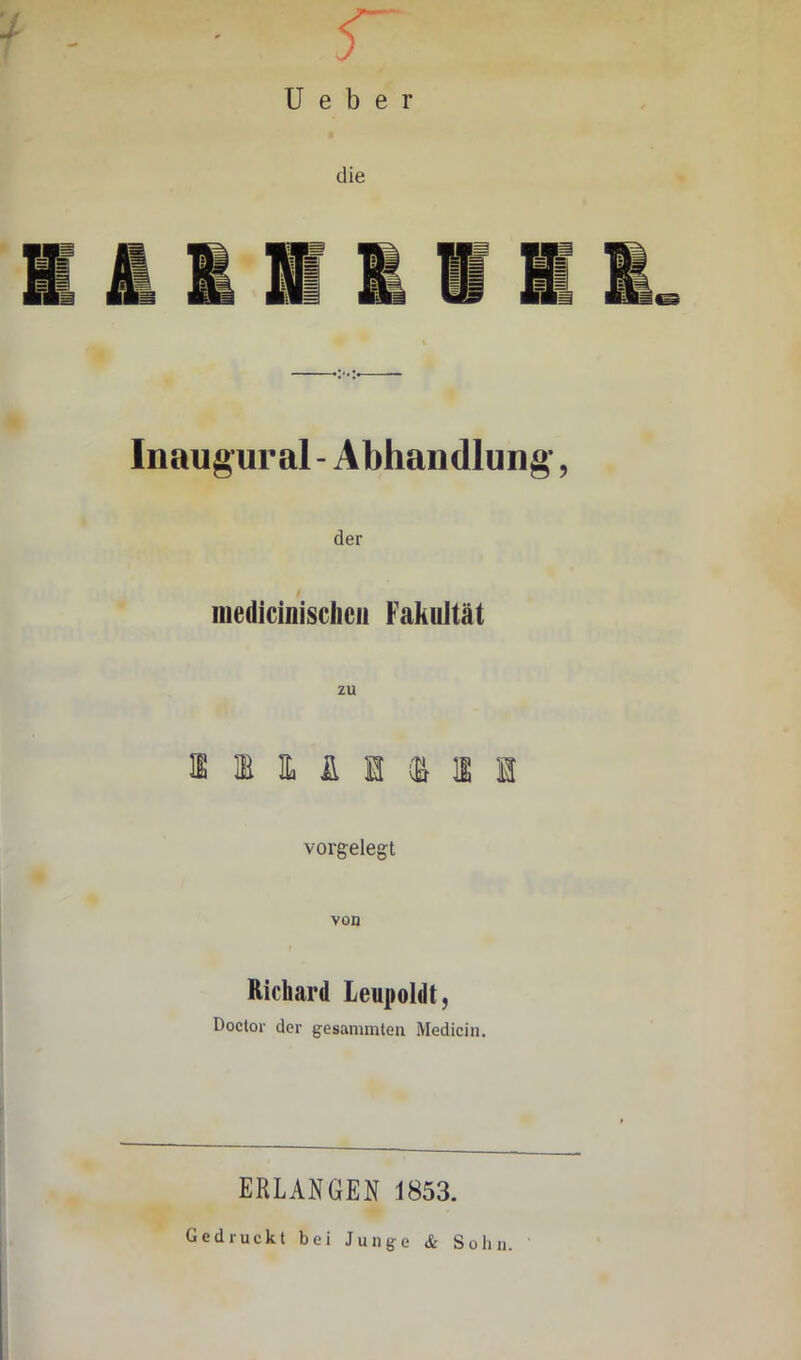 5
Ueber
die
HARNRUHR.
Inaugural-Abhandlung,
der
medicinischen Fakultät
zu
ERLANGEN
vorgelegt
von
Richard Leupoldt,
Doctor der gesammten Medicin.
ERLANGEN 1853.
Gedruckt bei Junge & Sohn.